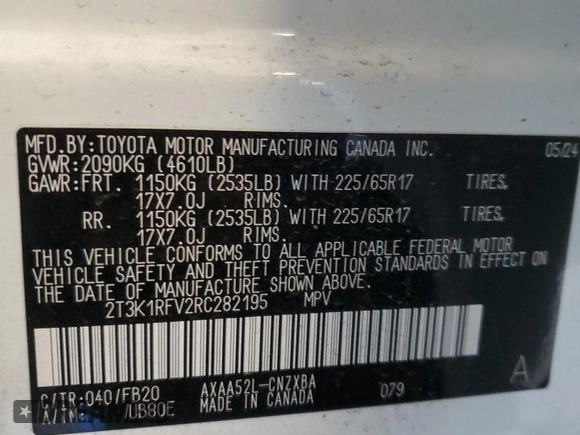 MFD.BY:TOYOTA MOTOR MANUFACTURING CANADA INC. 05/24
GVWR:2090KG (4610LB)
GAWR:FRT. 1150KG (2535LB) WITH 225/65R17 TIRES,
17X7.0J RIMS.
RR. 1150KG (2535LB) WITH 225/65R17 TIRES,
17X7.0J RIMS.
THIS VEHICLE CONFORMS TO ALL APPLICABLE FEDERAL MOTOR
VEHICLE SAFETY AND THEFT PREVENTION STANDARDS IN EFFECT ON
THE DATE OF MANUFACTURE SHOWN ABOVE.
2T3K1RFV2RC282195 MPV
C/TR:040/FB20 AXAA52L-CNZXBA 079 A
A/TM: /UB80E MADE IN CANADA